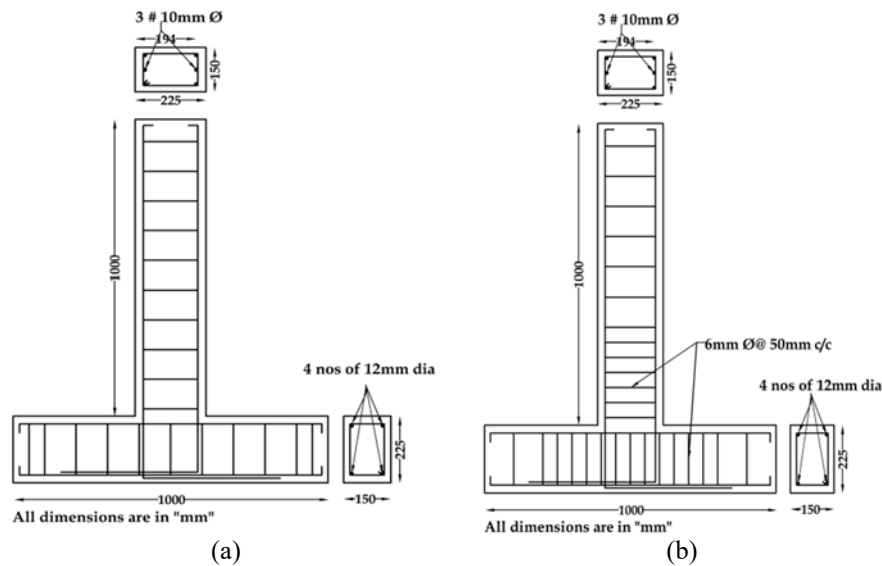 3 # 10mm Ø
194
150
225
1000
4 nos of 12mm dia
225
1000
150
All dimensions are in "mm"
(a)
3 # 10mm Ø
194
150
225
1000
6mm Ø@ 50mm c/c
4 nos of 12mm dia
225
1000
150
All dimensions are in "mm"
(b)